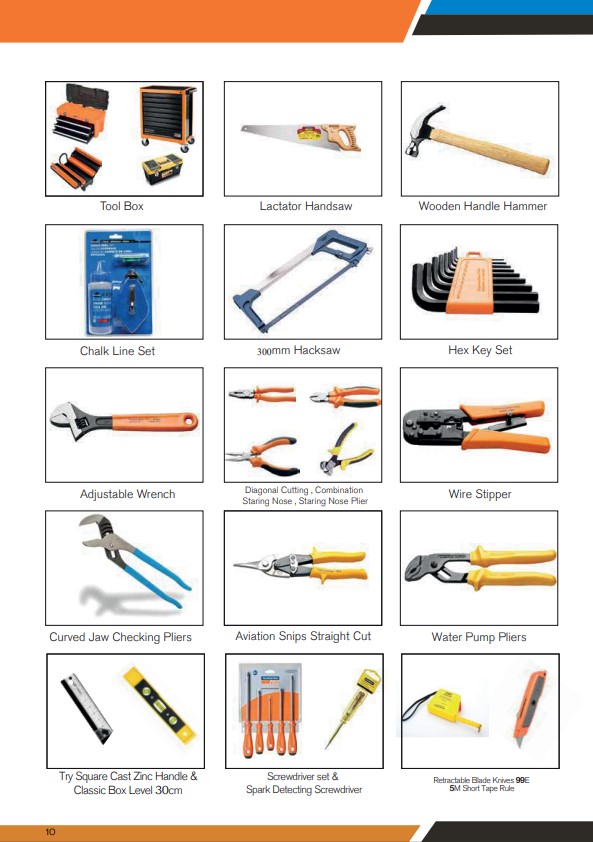 Tool Box
Lactator Handsaw
Wooden Handle Hammer
Chalk Line Set
300mm Hacksaw
Hex Key Set
Adjustable Wrench
Diagonal Cutting , Combination
Staring Nose , Staring Nose Plier
Wire Stipper
Curved Jaw Checking Pliers
Aviation Snips Straight Cut
Water Pump Pliers
Try Square Cast Zinc Handle &
Classic Box Level 30cm
Screwdriver set &
Spark Detecting Screwdriver
Retractable Blade Knives 99E
5M Short Tape Rule
10